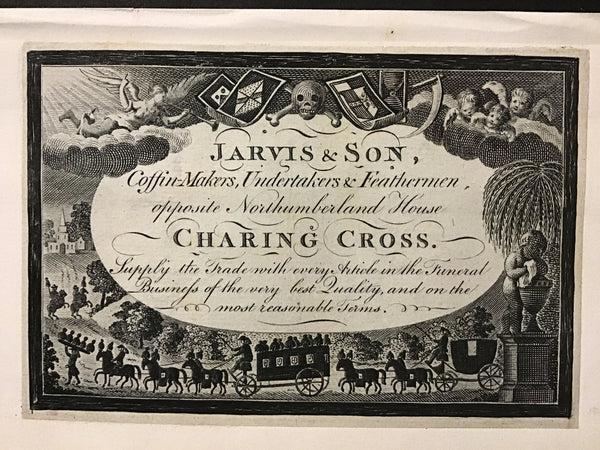 JARVIS & SON,
Coffin-Makers, Undertakers & Feathermen,
opposite Northumberland House
CHARING CROSS.
Supply the Trade with every Article in the Funeral
Businefs of the very best Quality, and on the
most reasonable Terms.